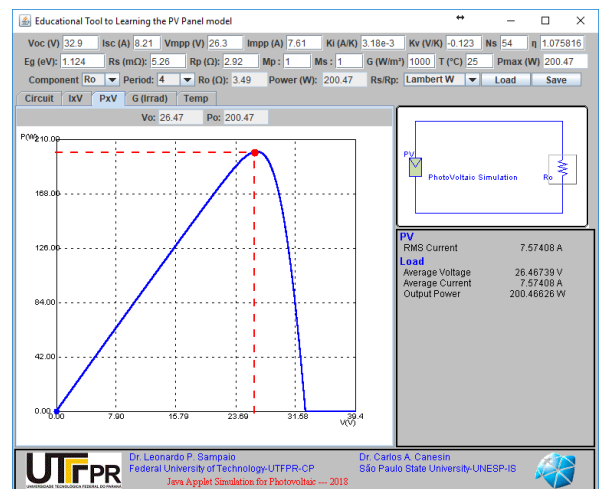 Educational Tool to Learning the PV Panel model
Voc (V) 32.9 Isc (A) 8.21 Vmpp (V) 26.3 Impp (A) 7.61 Ki (A/K) 3.18e-3 Kv (V/K) -0.123 Ns 54 η 1.075816
Eg (eV): 1.124 Rs (mΩ): 5.26 Rp (Ω): 2.92 Mp : 1 Ms : 1 G (W/m²) 1000 T (°C) 25 Pmax (W) 200.47
Component Ro Period: 4 Ro (Ω): 3.49 Power (W): 200.47 Rs/Rp: Lambert W Load Save
Circuit IxV PxV G (Irrad) Temp
Vo: 26.47 Po: 200.47
P(W)
210.00
168.00
126.00
84.00
42.00
0.00
0.00 7.90 15.79 23.69 31.58 39.4
V(V)
PV
PhotoVoltaic Simulation
Ro
PV
RMS Current 7.57408 A
Load
Average Voltage 26.46739 V
Average Current 7.57408 A
Output Power 200.46626 W
UTFPR
UNIVERSIDADE TECNOLÓGICA FEDERAL DO PARANÁ
Dr. Leonardo P. Sampaio
Federal University of Technology-UTFPR-CP
Dr. Carlos A. Canesin
São Paulo State University-UNESP-IS
Java Applet Simulation for Photovoltaic --- 2018